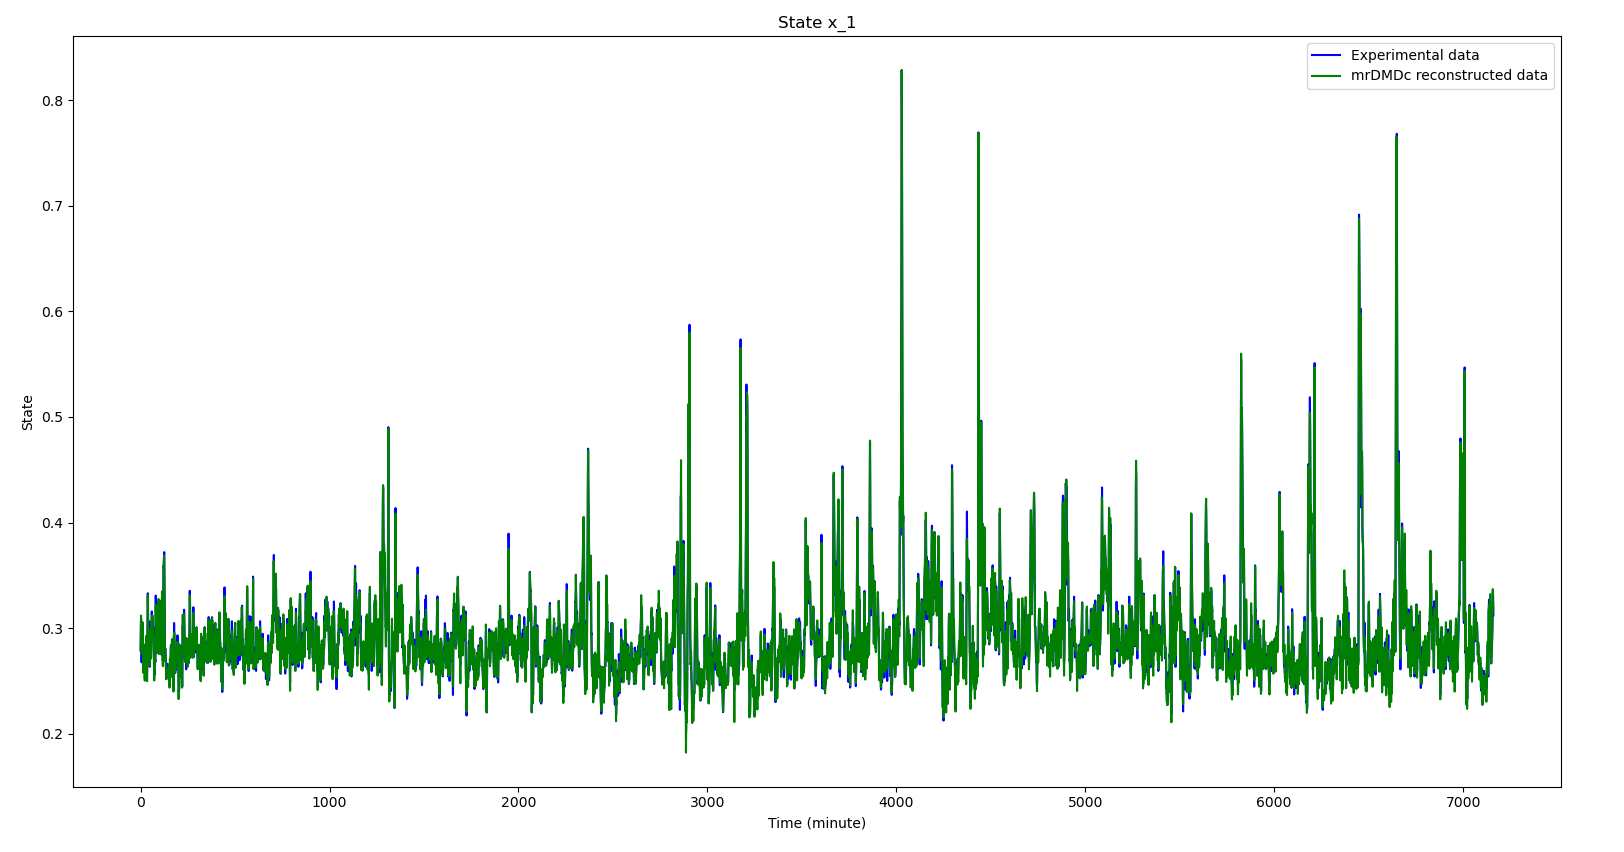 State x_1
Experimental data
mrDMDc reconstructed data
0.8
0.7
0.6
0.5
0.4
0.3
0.2
State
0 1000 2000 3000 4000 5000 6000 7000
Time (minute)